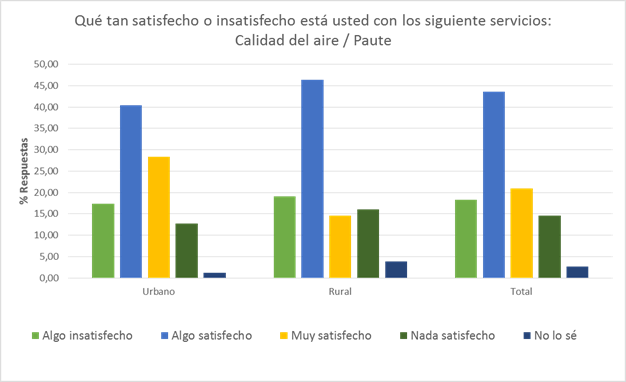 Qué tan satisfecho o insatisfecho está usted con los siguiente servicios:
Calidad del aire / Paute
% Respuestas
50,00
45,00
40,00
35,00
30,00
25,00
20,00
15,00
10,00
5,00
0,00
Urbano Rural Total
Algo insatisfecho Algo satisfecho Muy satisfecho Nada satisfecho No lo sé